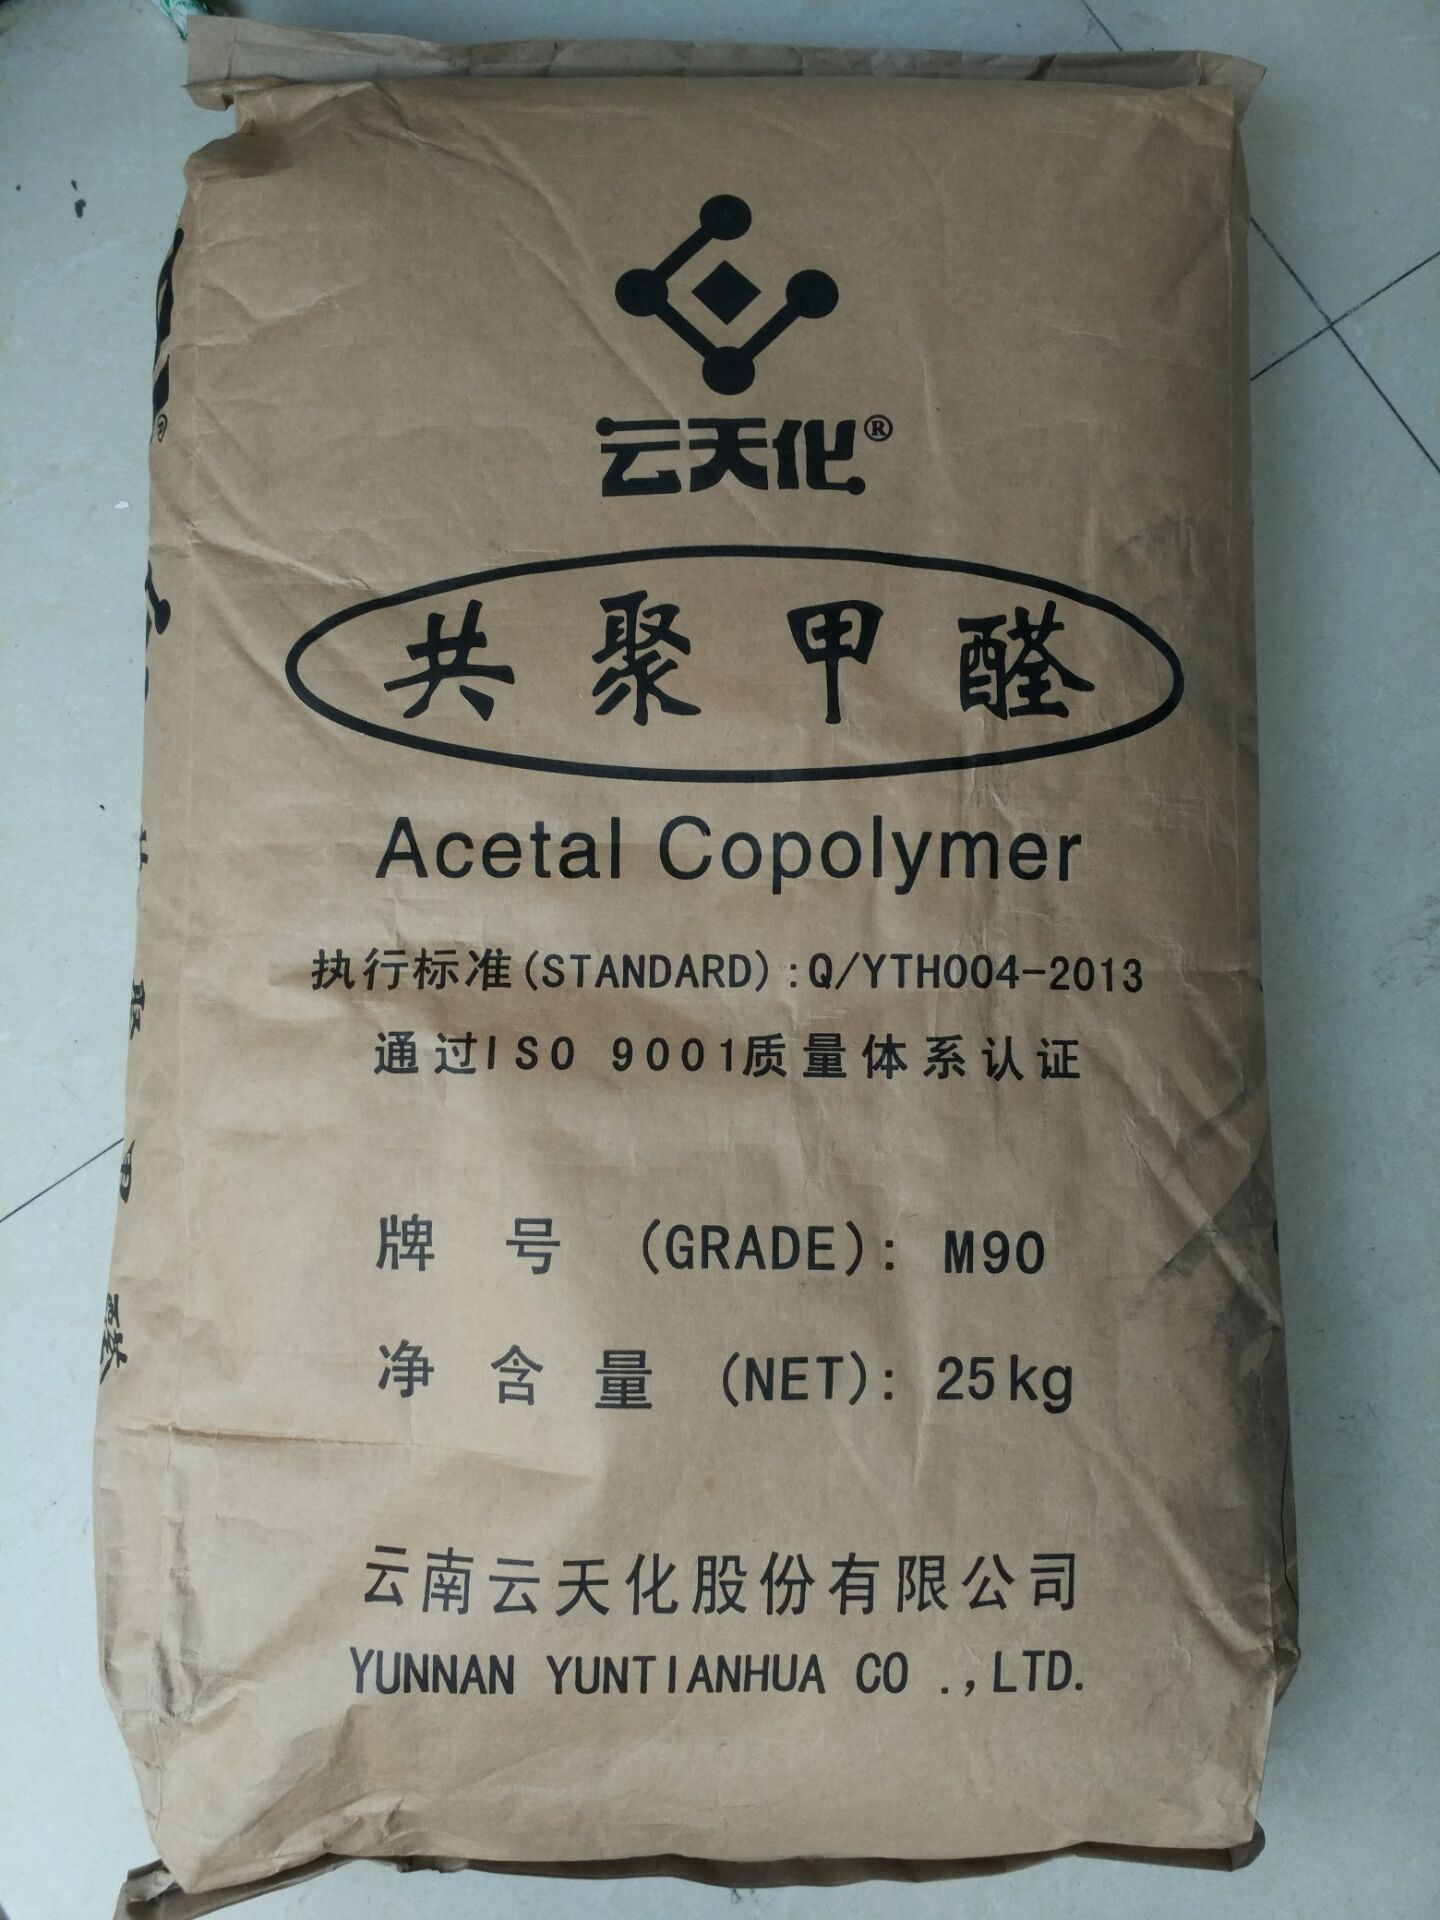 云天化®
共聚甲醛
Acetal Copolymer
执行标准(STANDARD):Q/YTH004-2013
通过ISO 9001质量体系认证
牌号 (GRADE): M90
净含量 (NET): 25kg
云南云天化股份有限公司
YUNNAN YUNTIANHUA CO .,LTD.